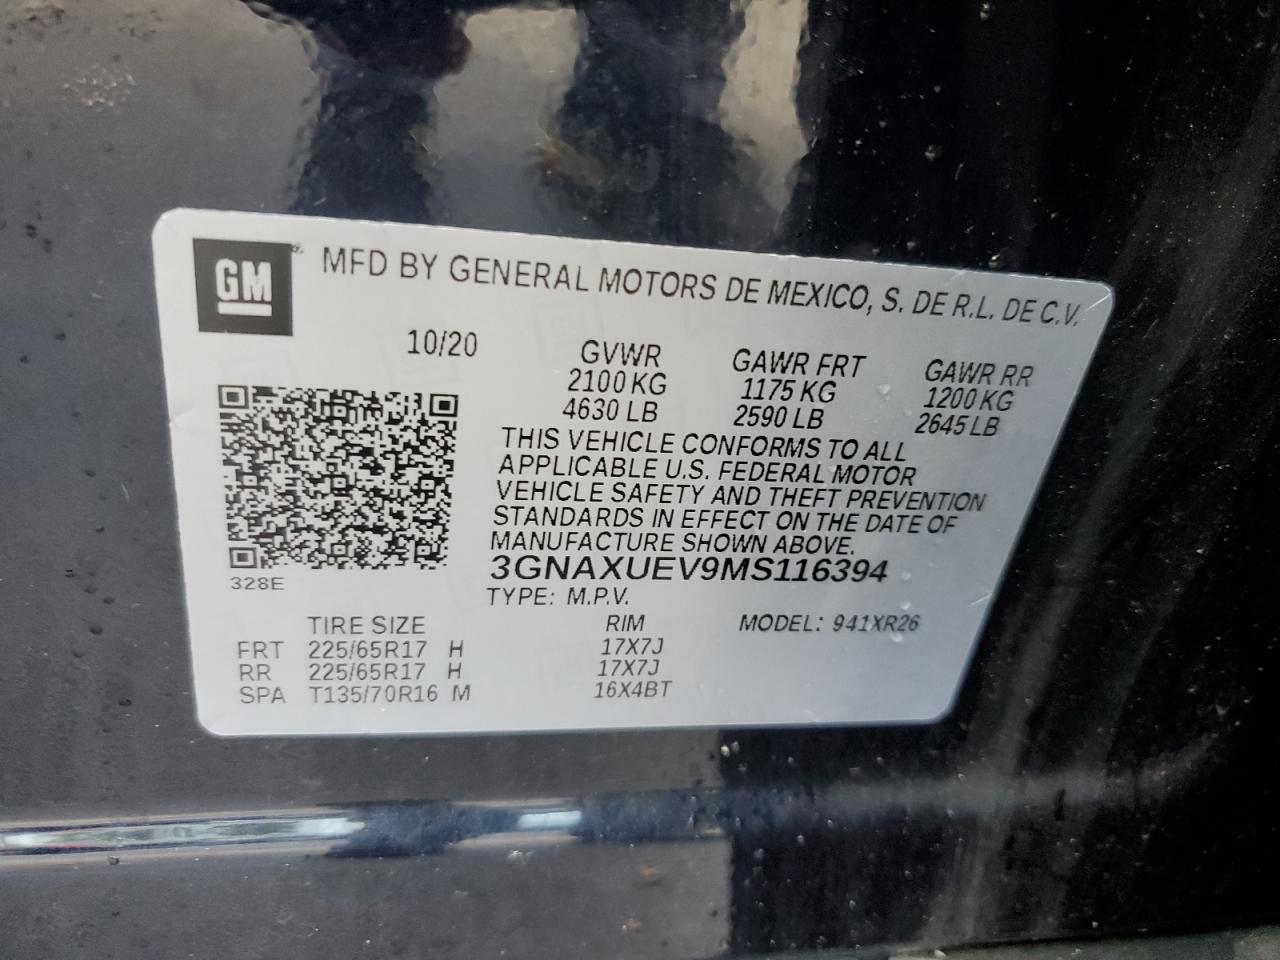 GM MFD BY GENERAL MOTORS DE MEXICO, S. DE R.L. DE C.V.
10/20 GVWR GAWR FRT GAWR RR
2100 KG 1175 KG 1200 KG
4630 LB 2590 LB 2645 LB
THIS VEHICLE CONFORMS TO ALL
APPLICABLE U.S. FEDERAL MOTOR
VEHICLE SAFETY AND THEFT PREVENTION
STANDARDS IN EFFECT ON THE DATE OF
MANUFACTURE SHOWN ABOVE.
3GNAXUEV9MS116394
328E
TYPE: M.P.V.
TIRE SIZE RIM MODEL: 941XR26
FRT 225/65R17 H 17X7J
RR 225/65R17 H 17X7J
SPA T135/70R16 M 16X4BT